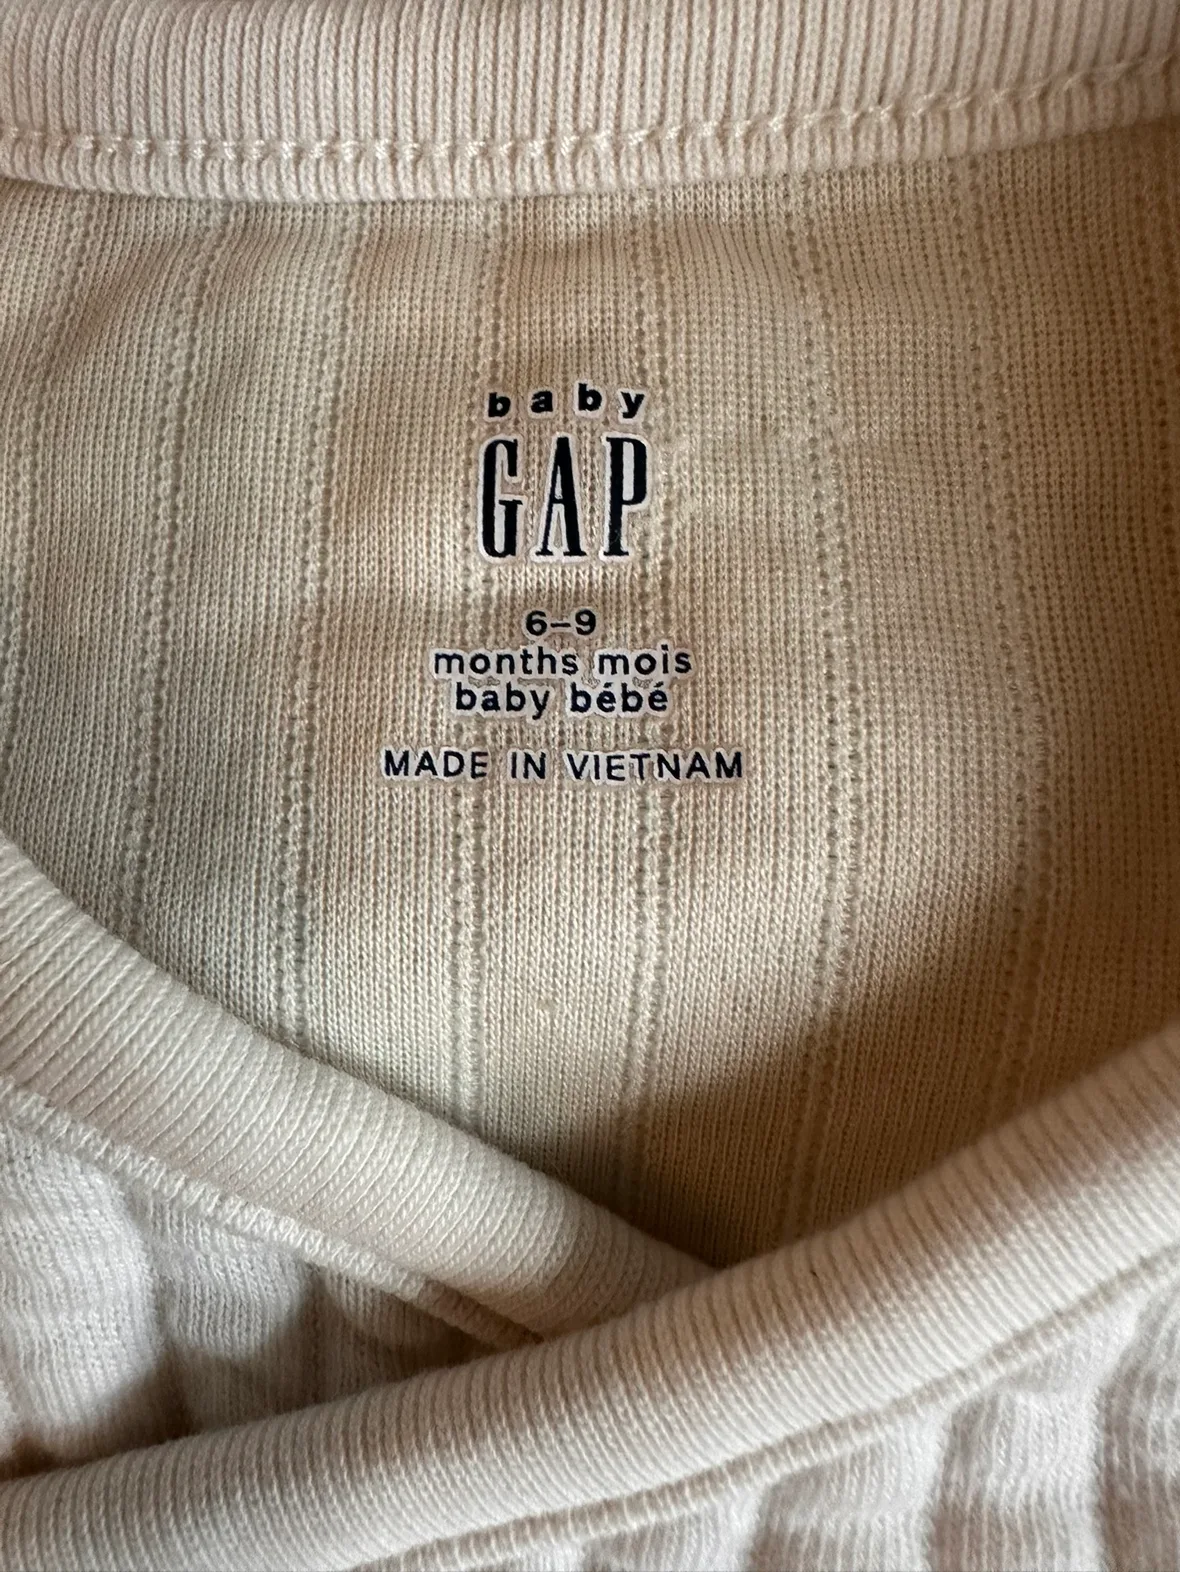 baby
GAP
6–9
months mois
baby bébé
MADE IN VIETNAM